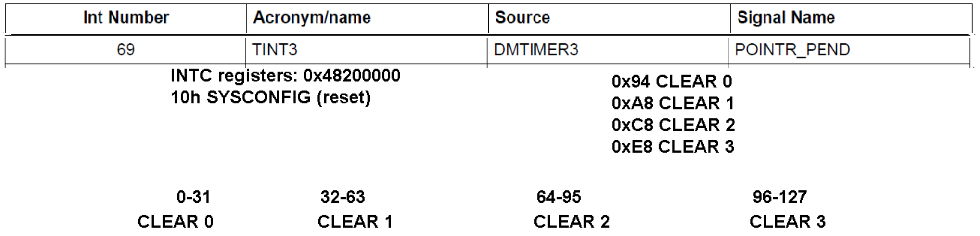 Int Number Acronym/name Source Signal Name
69 TINT3 DMTIMER3 POINTR_PEND
INTC registers: 0x48200000
10h SYSCONFIG (reset)
0x94 CLEAR 0
0xA8 CLEAR 1
0xC8 CLEAR 2
0xE8 CLEAR 3
0-31 32-63 64-95 96-127
CLEAR 0 CLEAR 1 CLEAR 2 CLEAR 3